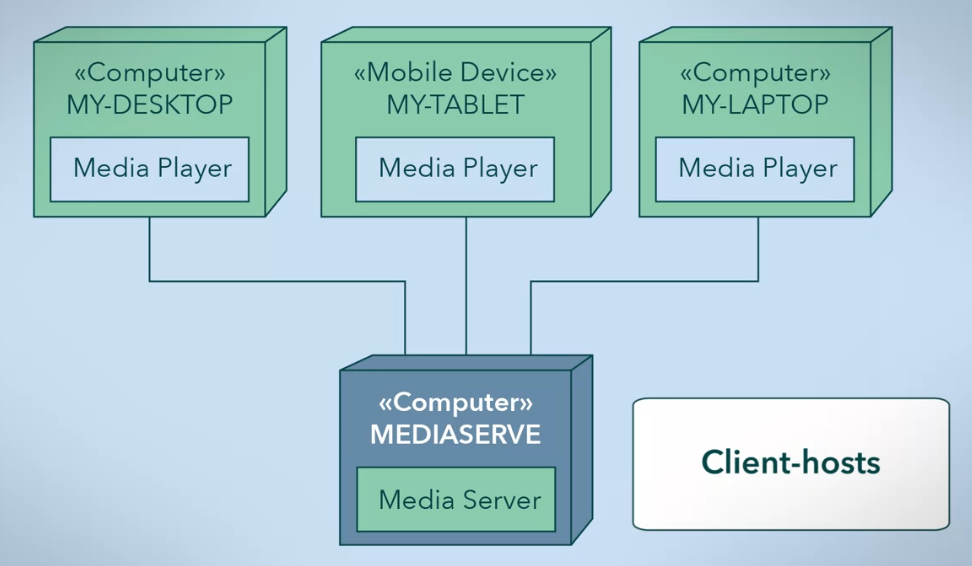 «Computer»
MY-DESKTOP
Media Player
«Mobile Device»
MY-TABLET
Media Player
«Computer»
MY-LAPTOP
Media Player
«Computer»
MEDIASERVE
Media Server
Client-hosts